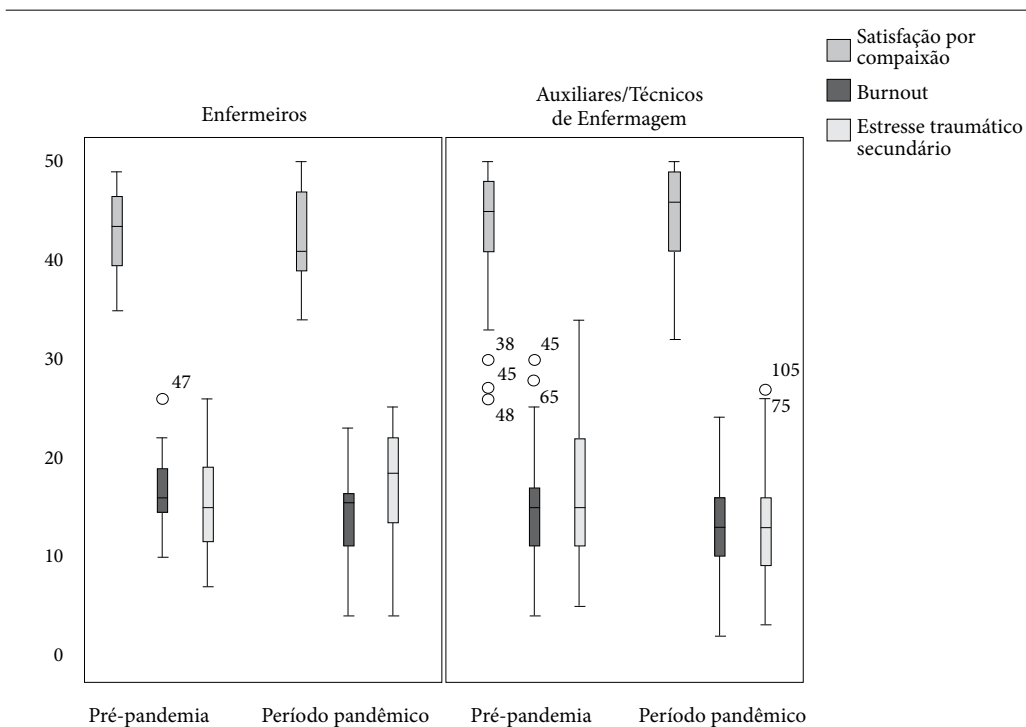 Satisfação por
compaixão
Burnout
Estresse traumático
secundário
Enfermeiros
Auxiliares/Técnicos
de Enfermagem
50
40
30
20
10
0
47
38
45
48
45
65
105
75
Pré-pandemia
Período pandêmico
Pré-pandemia
Período pandêmico